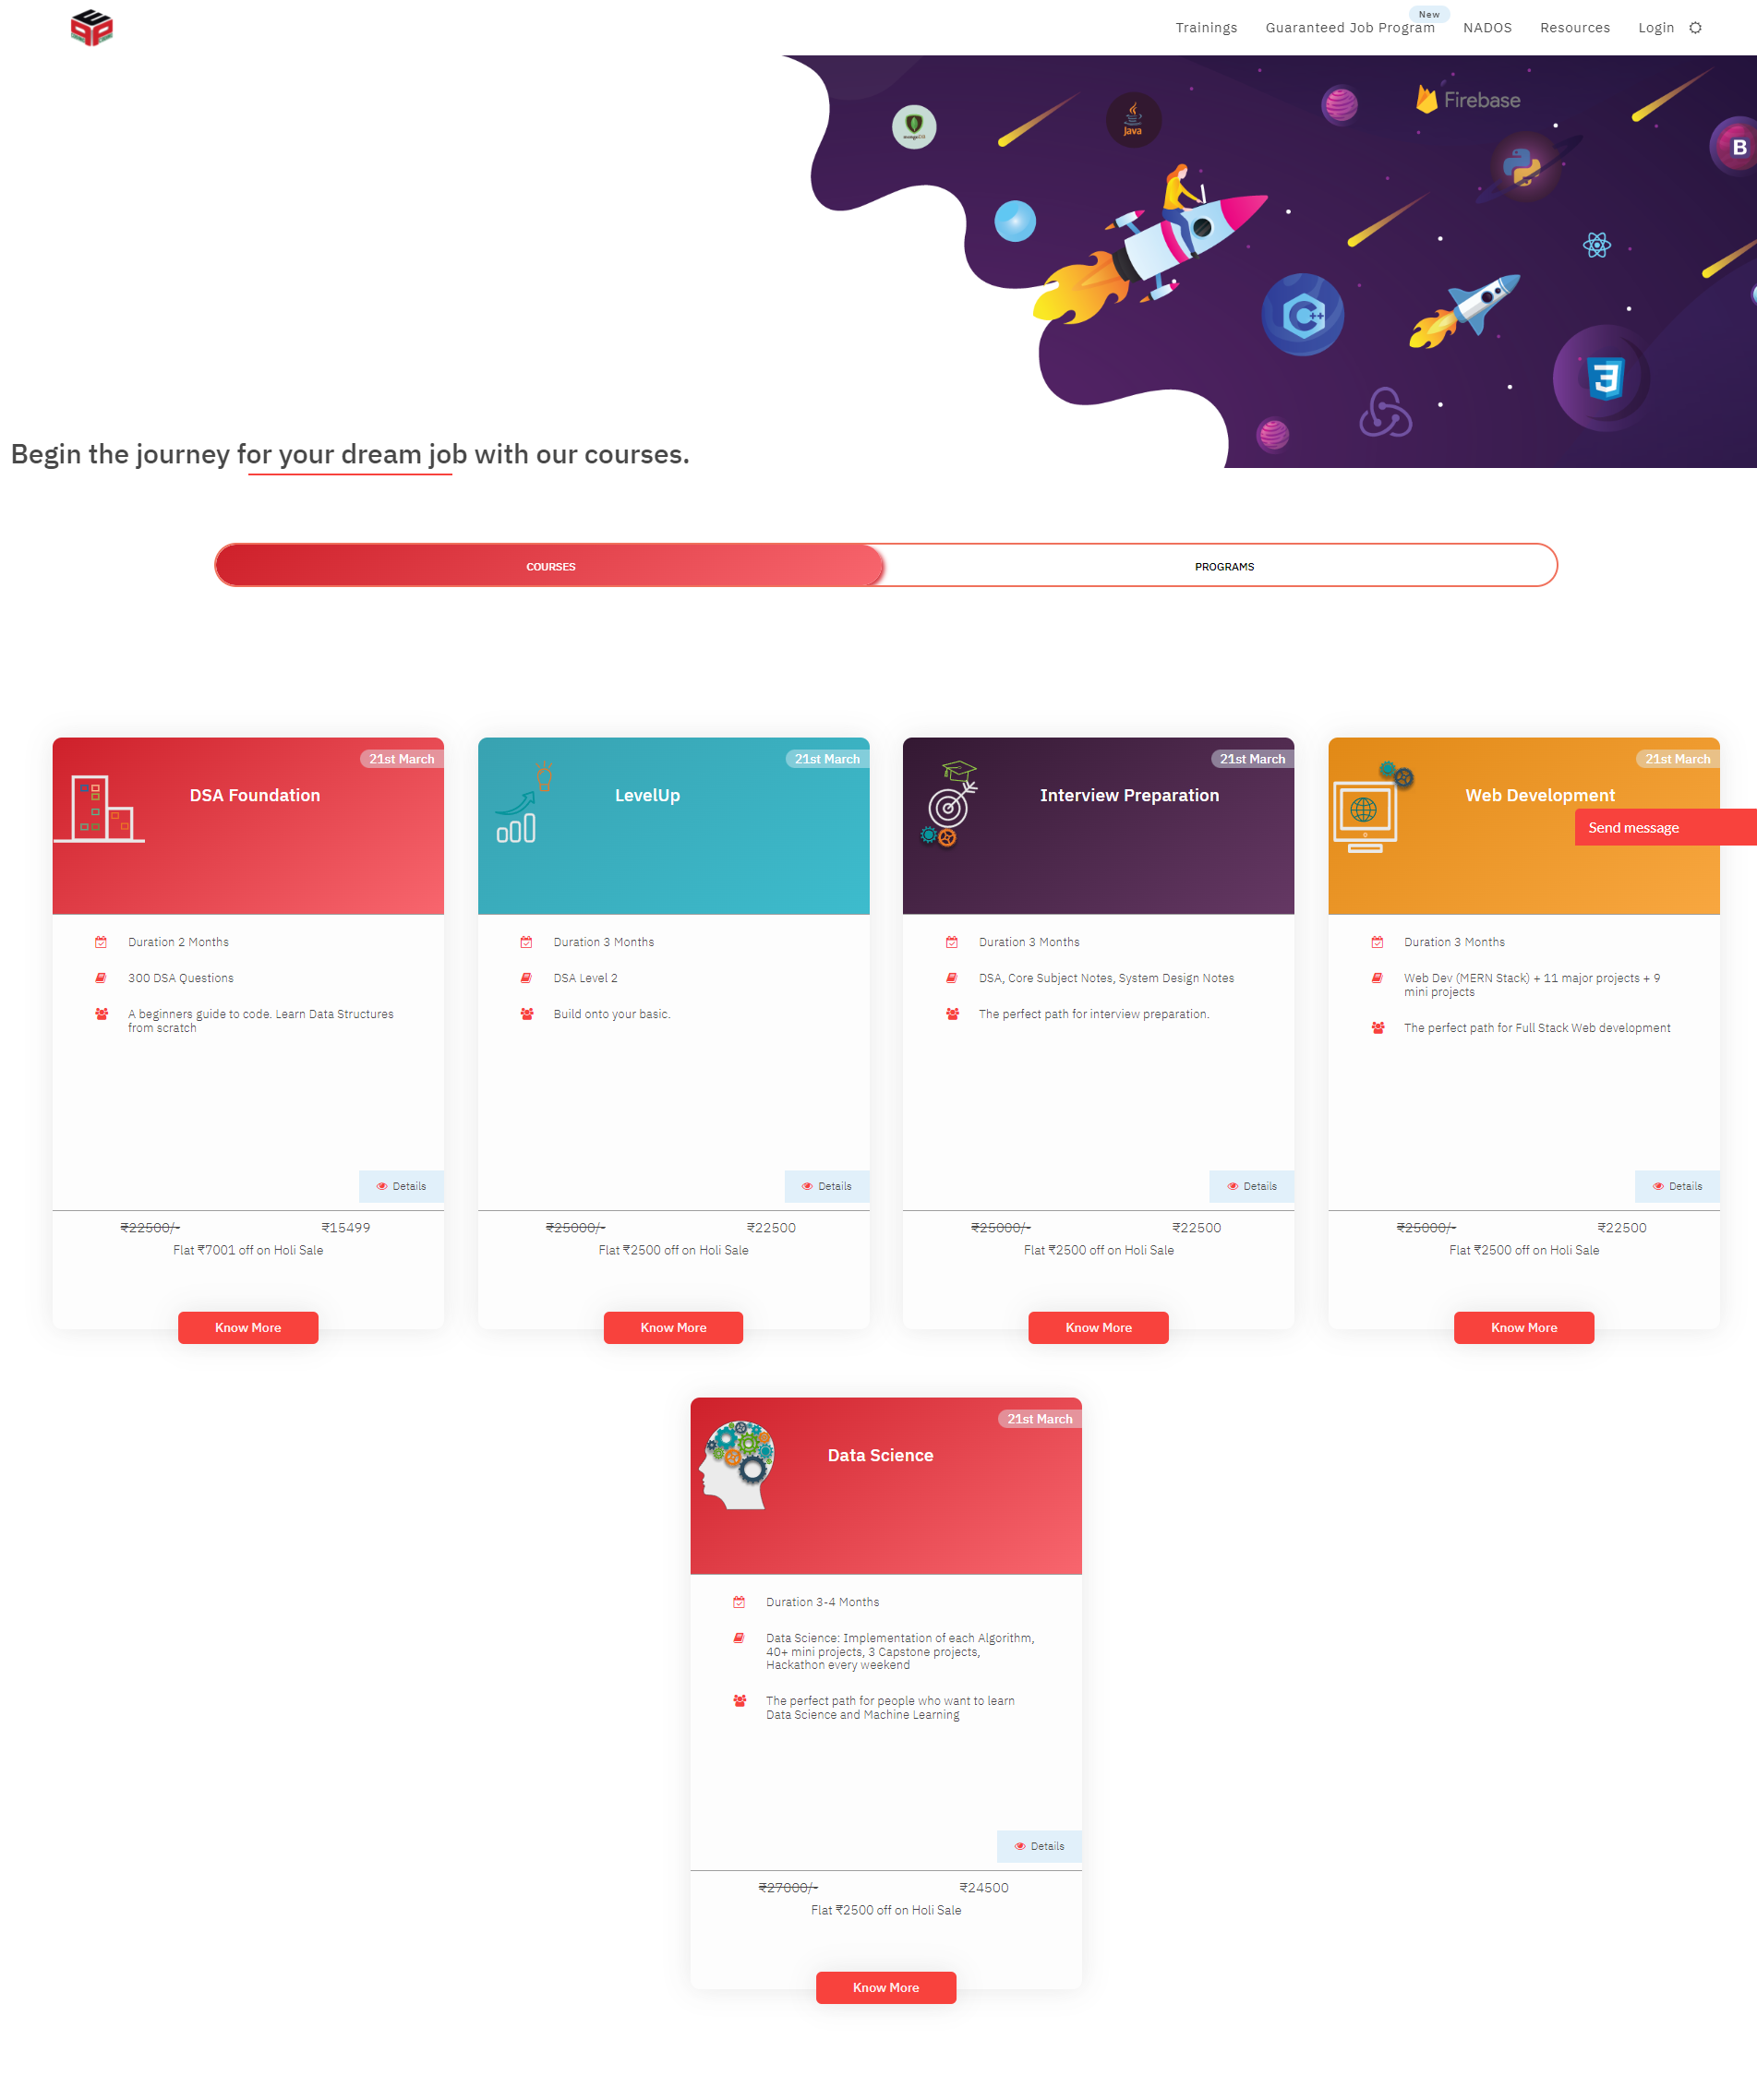 New
Trainings
Guaranteed Job Program
NADOS
Resources
Login
Java
Firebase
B
C++
Begin the journey for your dream job with our courses.
COURSES
PROGRAMS
21st March
DSA Foundation
Duration 2 Months
300 DSA Questions
A beginners guide to code. Learn Data Structures
from scratch
Details
₹22500/-
₹15499
Flat ₹7001 off on Holi Sale
Know More
21st March
LevelUp
Duration 3 Months
DSA Level 2
Build onto your basic.
Details
₹25000/-
₹22500
Flat ₹2500 off on Holi Sale
Know More
21st March
Interview Preparation
Duration 3 Months
DSA, Core Subject Notes, System Design Notes
The perfect path for interview preparation.
Details
₹25000/-
₹22500
Flat ₹2500 off on Holi Sale
Know More
21st March
Web Development
Send message
Duration 3 Months
Web Dev (MERN Stack) + 11 major projects + 9
mini projects
The perfect path for Full Stack Web development
Details
₹25000/-
₹22500
Flat ₹2500 off on Holi Sale
Know More
21st March
Data Science
Duration 3-4 Months
Data Science: Implementation of each Algorithm,
40+ mini projects, 3 Capstone projects,
Hackathon every weekend
The perfect path for people who want to learn
Data Science and Machine Learning
Details
₹27000/-
₹24500
Flat ₹2500 off on Holi Sale
Know More